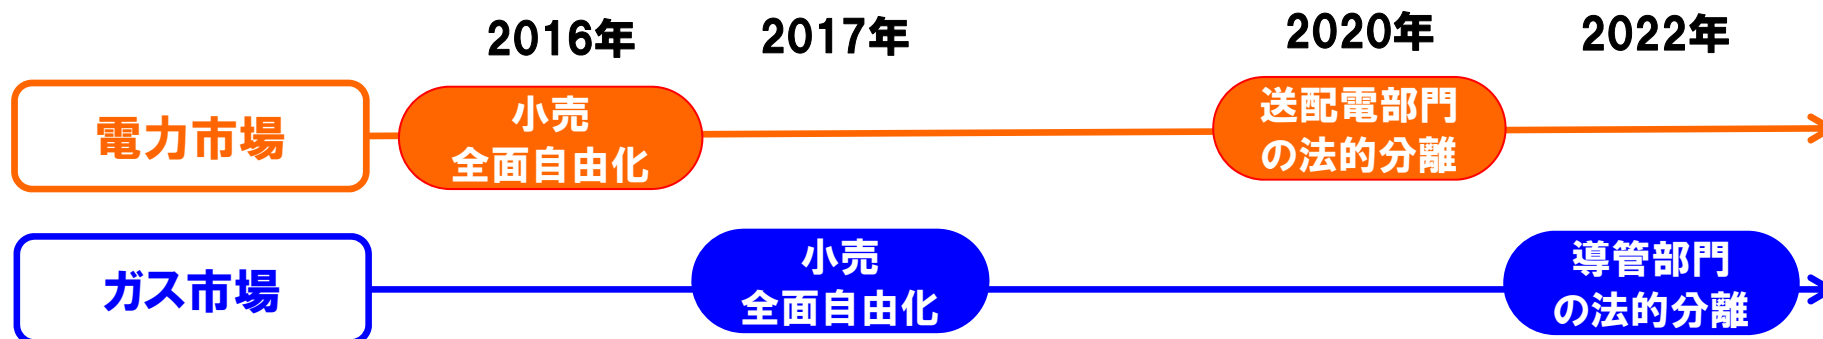 2016年
2017年
2020年
2022年
電力市場
小売
全面自由化
送配電部門
の法的分離
ガス市場
小売
全面自由化
導管部門
の法的分離